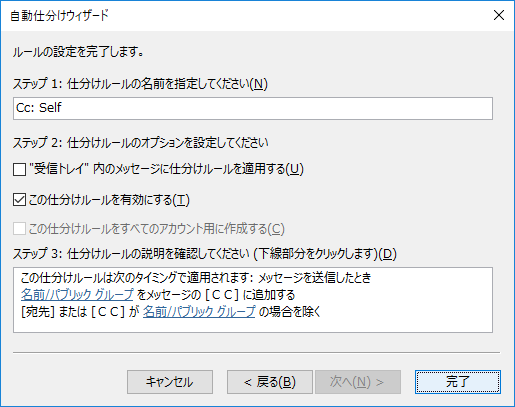 自動仕分けウィザード
ルールの設定を完了します。
ステップ 1: 仕分けルールの名前を指定してください(N)
Cc: Self
ステップ 2: 仕分けルールのオプションを設定してください
"受信トレイ" 内のメッセージに仕分けルールを適用する(U)
この仕分けルールを有効にする(T)
この仕分けルールをすべてのアカウント用に作成する(C)
ステップ 3: 仕分けルールの説明を確認してください (下線部分をクリックします)(D)
この仕分けルールは次のタイミングで適用されます: メッセージを送信したとき
名前/パブリック グループ をメッセージの [ＣＣ] に追加する
[宛先] または [ＣＣ] が 名前/パブリック グループ の場合を除く
キャンセル < 戻る(B) 次へ(N) > 完了